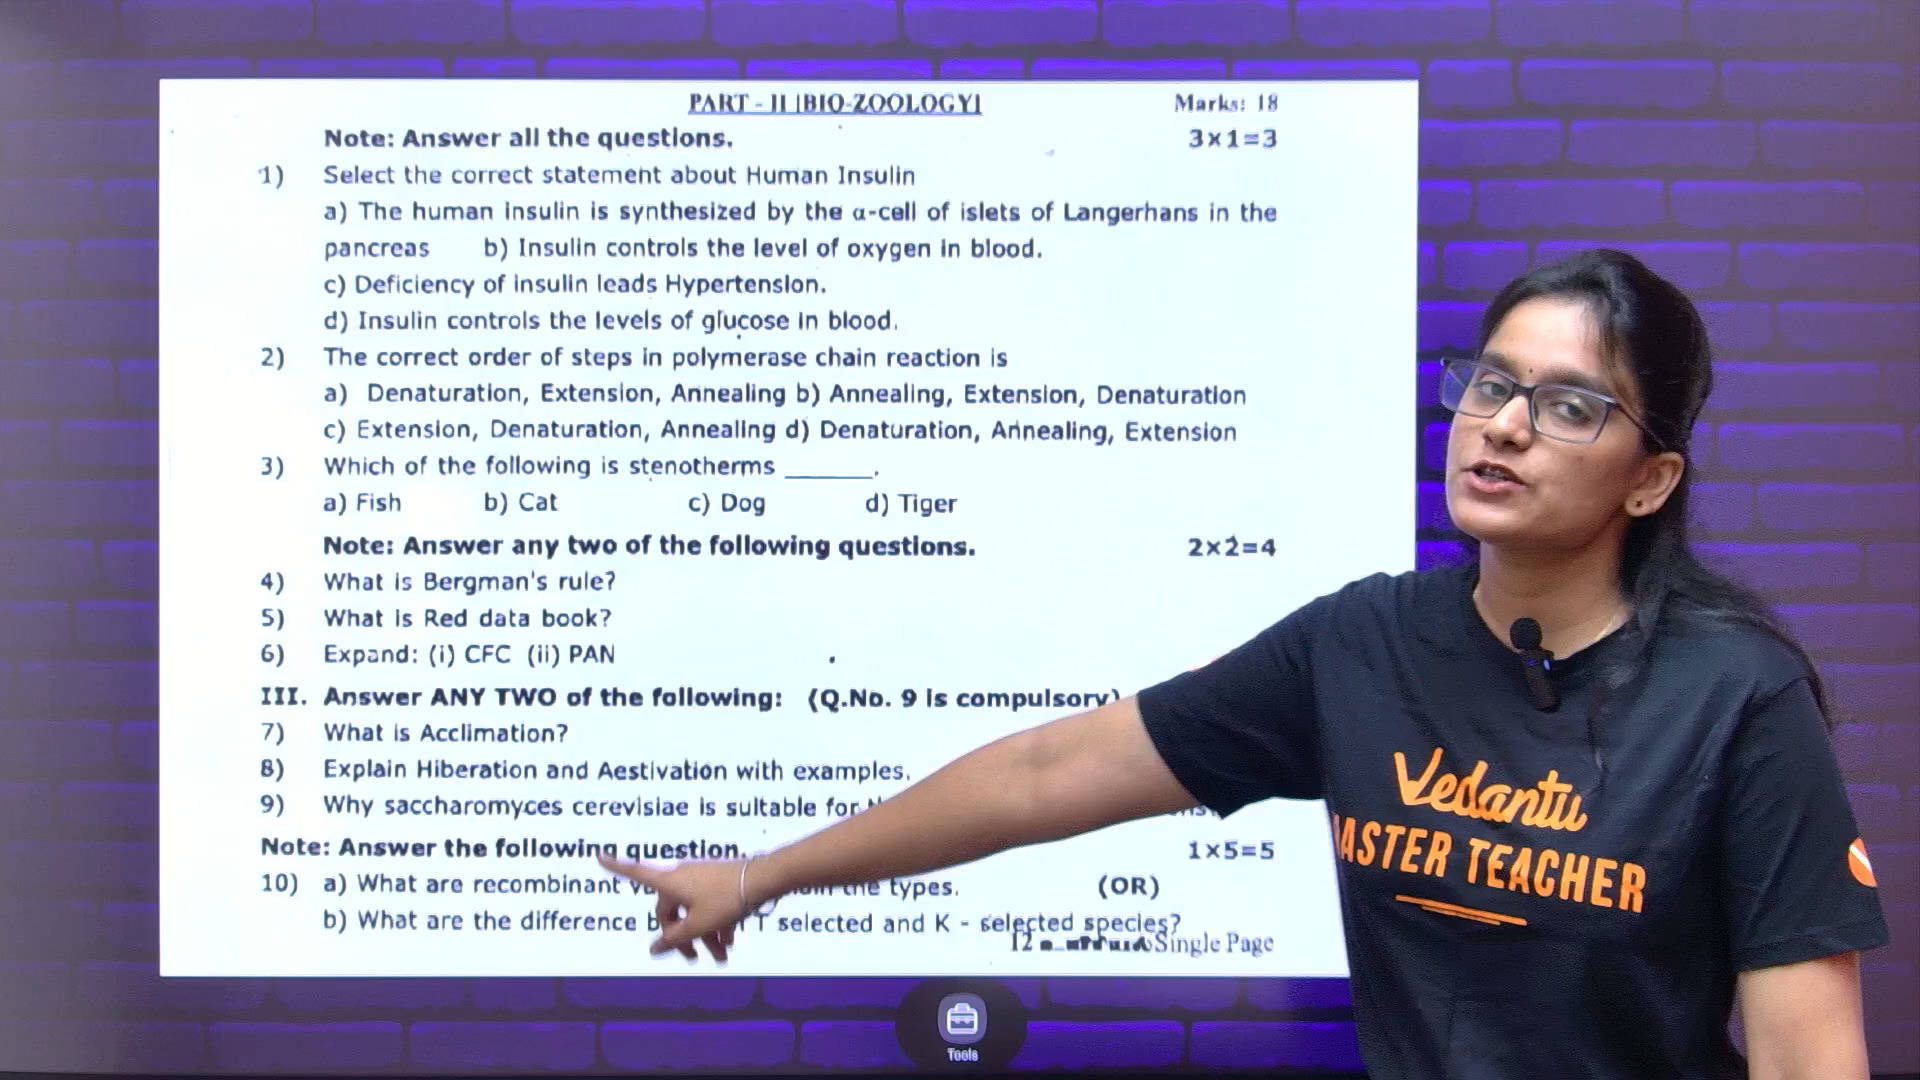 PART - II [BIO-ZOOLOGY] Marks: 18
Note: Answer all the questions. 3×1=3
1) Select the correct statement about Human Insulin
a) The human insulin is synthesized by the α-cell of islets of Langerhans in the
pancreas b) Insulin controls the level of oxygen in blood.
c) Deficiency of insulin leads Hypertension.
d) Insulin controls the levels of glucose in blood.
2) The correct order of steps in polymerase chain reaction is
a) Denaturation, Extension, Annealing b) Annealing, Extension, Denaturation
c) Extension, Denaturation, Annealing d) Denaturation, Annealing, Extension
3) Which of the following is stenotherms ______.
a) Fish b) Cat c) Dog d) Tiger
Note: Answer any two of the following questions. 2×2=4
4) What is Bergman's rule?
5) What is Red data book?
6) Expand: (i) CFC (ii) PAN
III. Answer ANY TWO of the following: (Q.No. 9 is compulsory)
7) What is Acclimation?
8) Explain Hiberation and Aestivation with examples.
9) Why saccharomyces cerevisiae is suitable for
Note: Answer the following question. 1×5=5
10) a) What are recombinant the types. (OR)
b) What are the difference selected and K - selected species?
12 Single Page
Vedantu
MASTER TEACHER
Tools